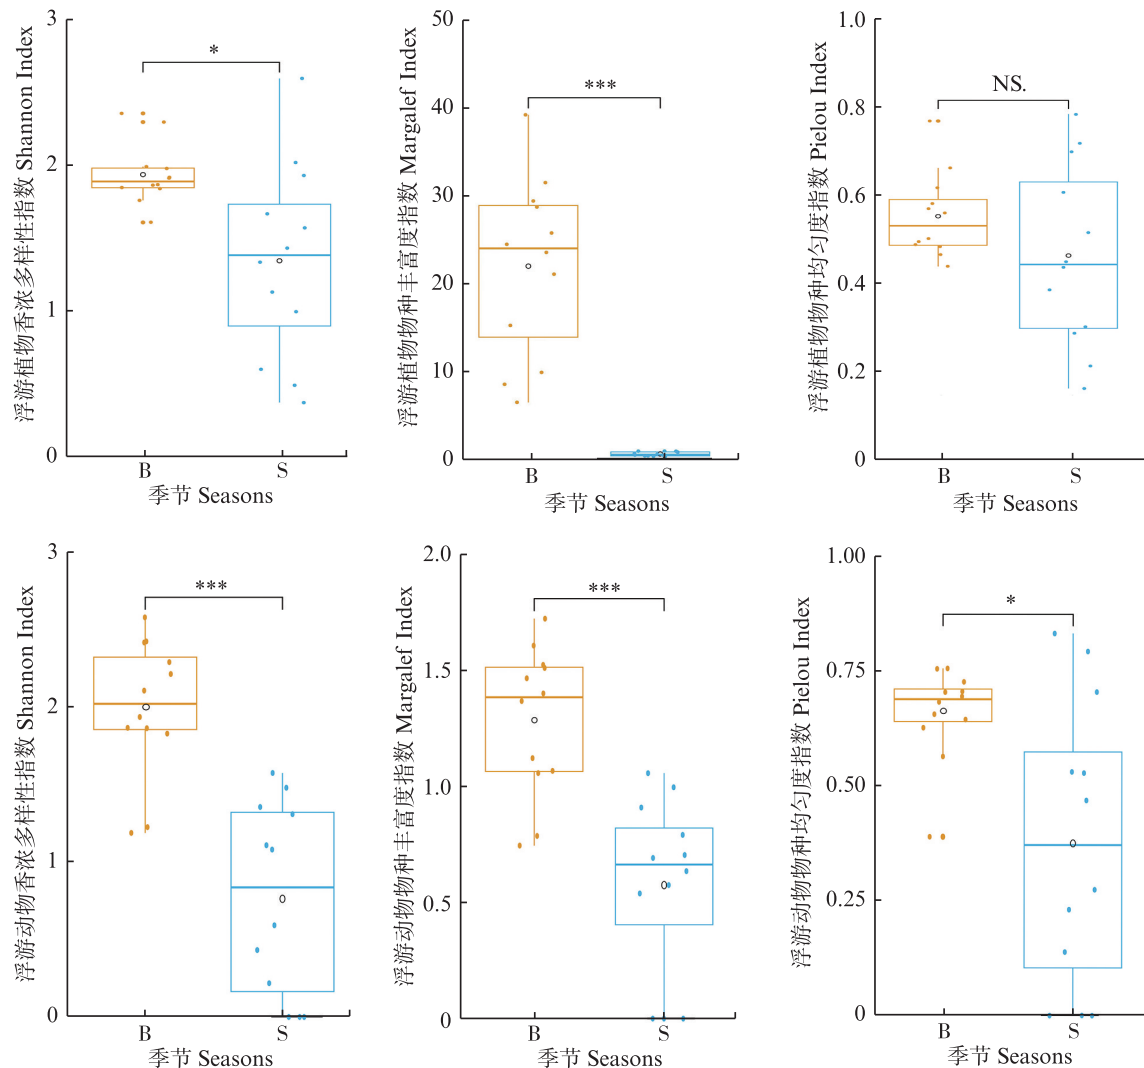 浮游植物香浓多样性指数 Shannon Index
3
2
1
0
*
B
S
季节 Seasons
浮游植物物种丰富度指数 Margalef Index
50
40
30
20
10
0
***
B
S
季节 Seasons
浮游植物物种均匀度指数 Pielou Index
1.0
0.8
0.6
0.4
0.2
0
NS.
B
S
季节 Seasons
浮游动物香浓多样性指数 Shannon Index
3
2
1
0
***
B
S
季节 Seasons
浮游动物物种丰富度指数 Margalef Index
2.0
1.5
1.0
0.5
0
***
B
S
季节 Seasons
浮游动物物种均匀度指数 Pielou Index
1.00
0.75
0.50
0.25
0
*
B
S
季节 Seasons